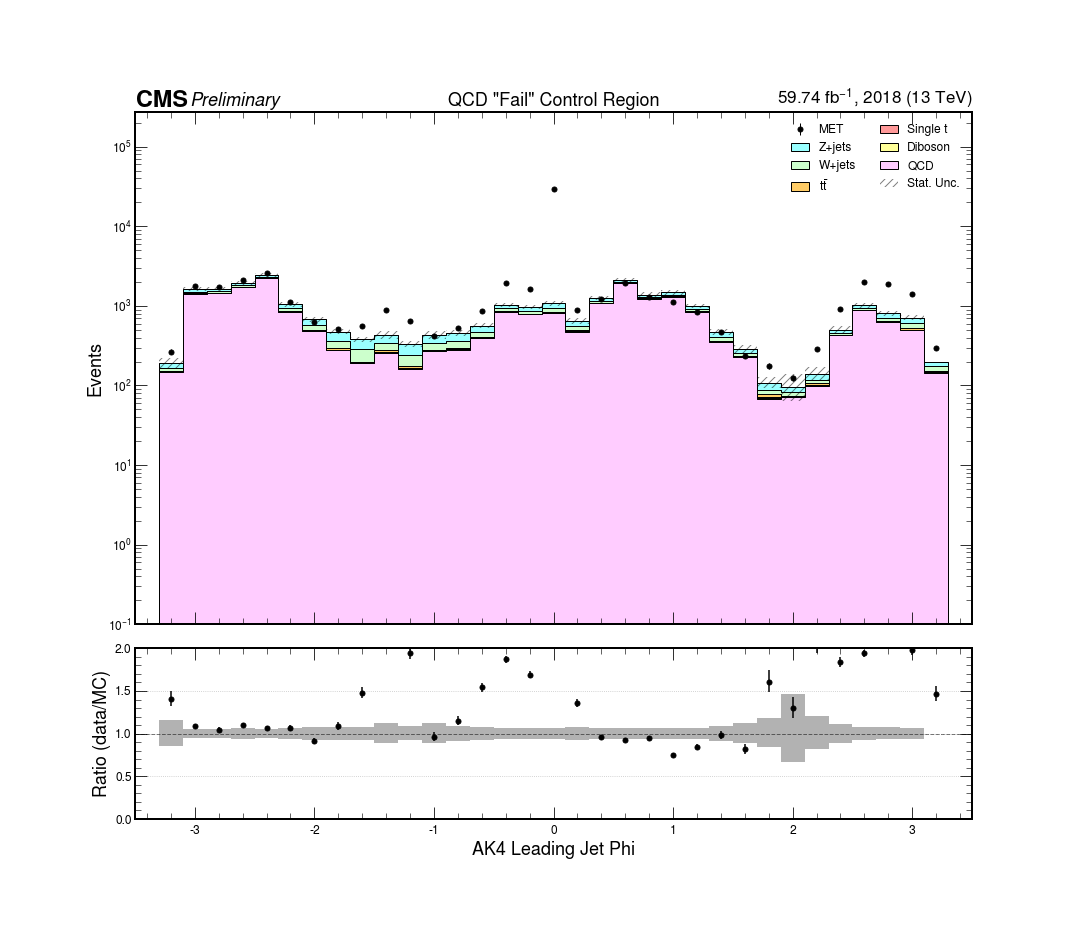 CMS Preliminary QCD "Fail" Control Region 59.74 fb⁻¹, 2018 (13 TeV)
MET
Z+jets
W+jets
tt̄
Single t
Diboson
QCD
Stat. Unc.
Events
10⁵
10⁴
10³
10²
10¹
10⁰
10⁻¹
Ratio (data/MC)
2.0
1.5
1.0
0.5
0.0
-3 -2 -1 0 1 2 3
AK4 Leading Jet Phi